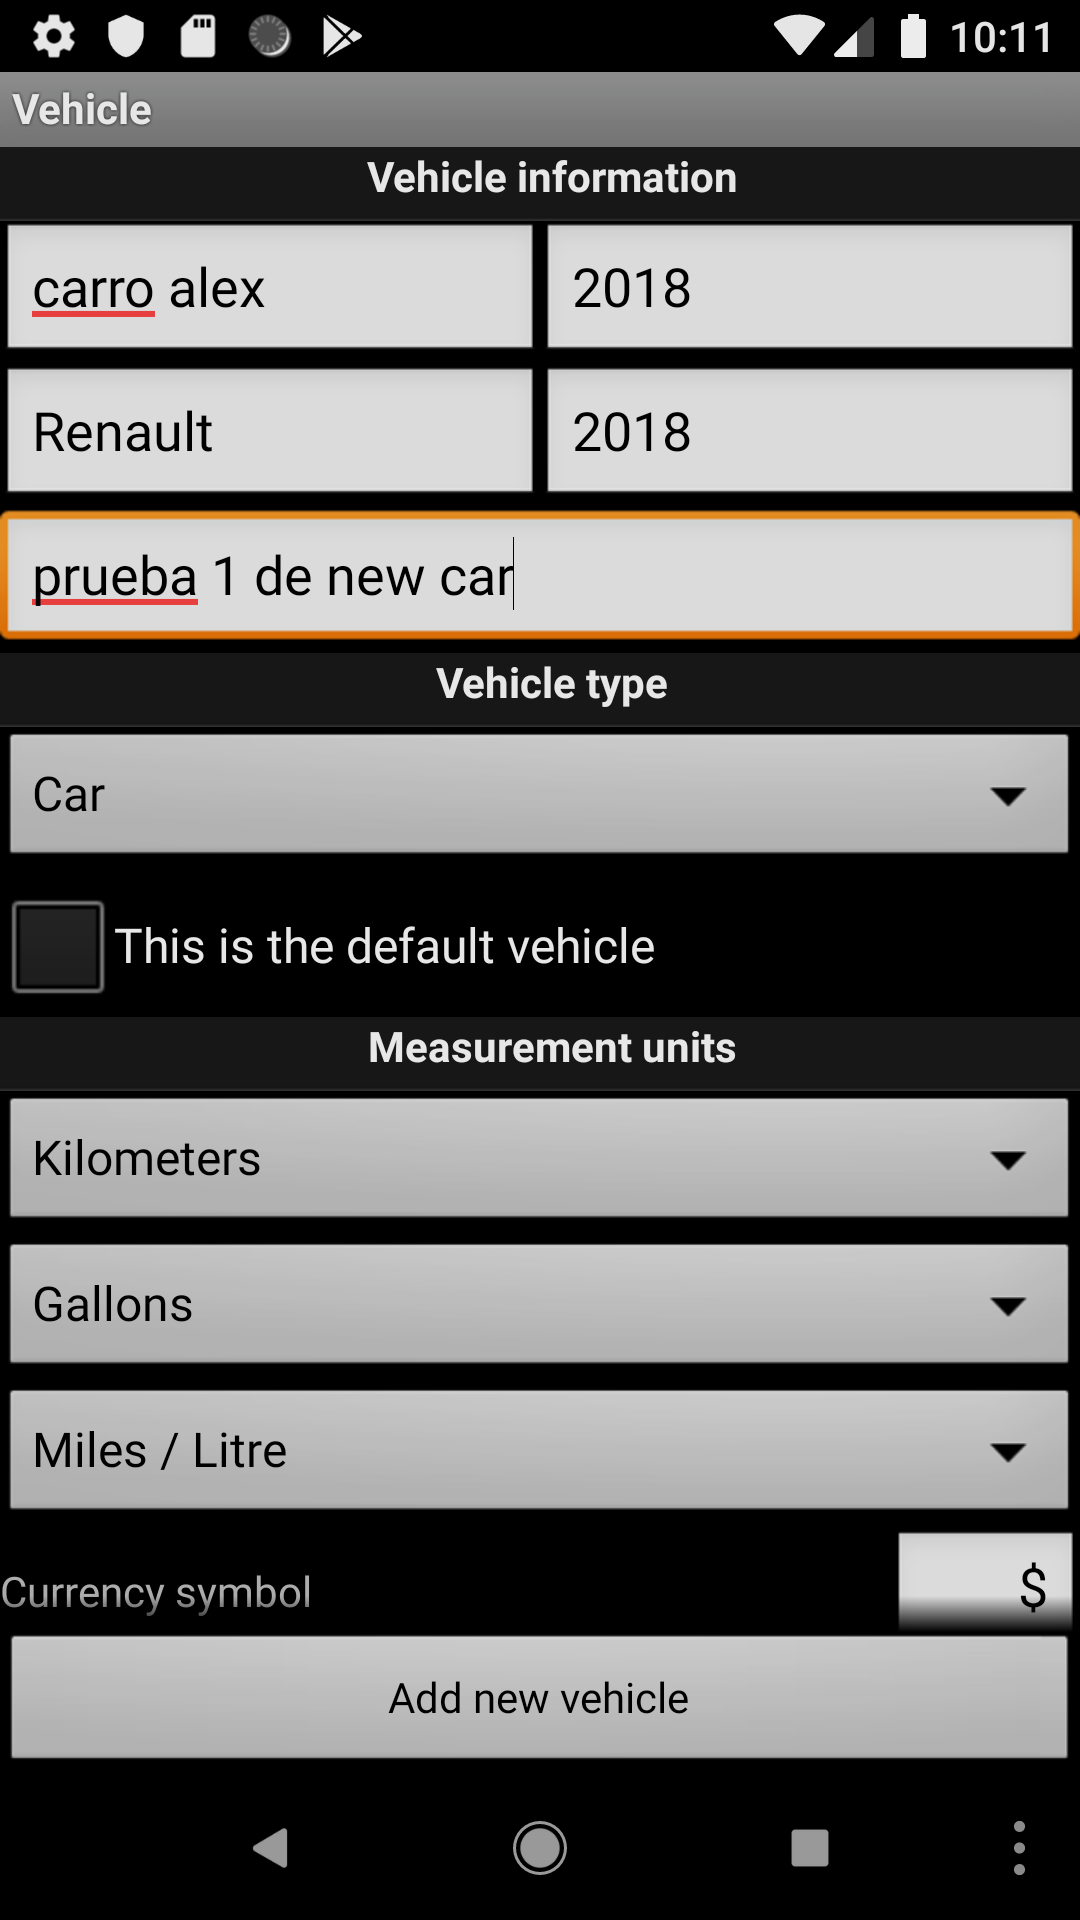 10:11
Vehicle
Vehicle information
carro alex 2018
Renault 2018
prueba 1 de new car
Vehicle type
Car
This is the default vehicle
Measurement units
Kilometers
Gallons
Miles / Litre
Currency symbol $
Add new vehicle